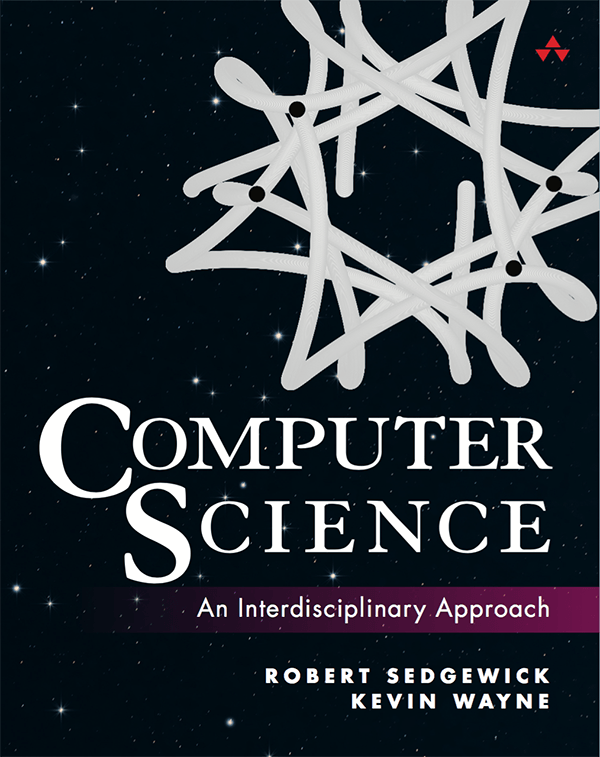 COMPUTER
SCIENCE
An Interdisciplinary Approach
ROBERT SEDGEWICK
KEVIN WAYNE